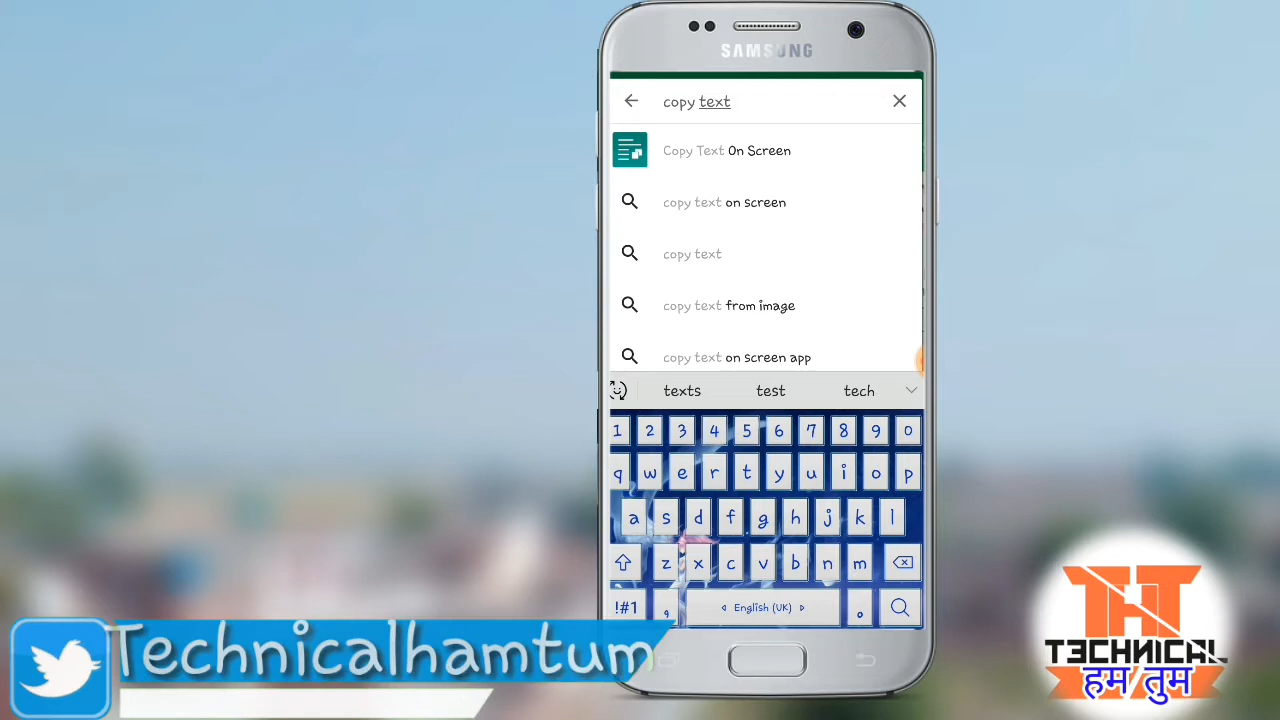 SAMSUNG
copy text
Copy Text On Screen
copy text on screen
copy text
copy text from image
copy text on screen app
texts test tech
1 2 3 4 5 6 7 8 9 0
q w e r t y u i o p
a s d f g h j k l
z x c v b n m
!#1 , English (UK) .
Technicalhamtum
THT
TECHNICAL
हम/तुम